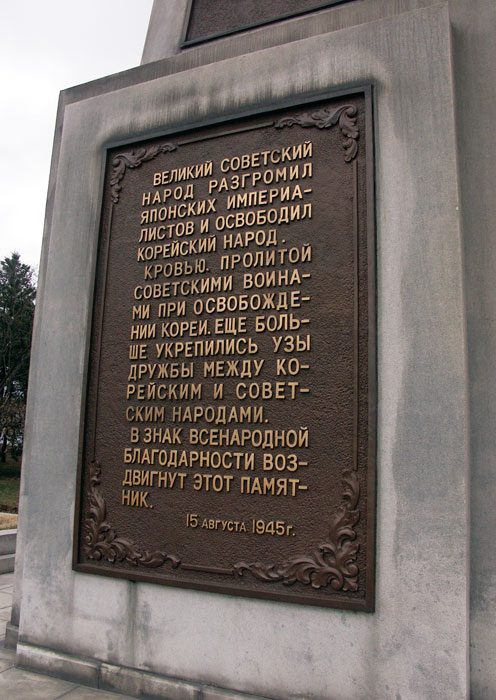 ВЕЛИКИЙ СОВЕТСКИЙ
НАРОД РАЗГРОМИЛ
ЯПОНСКИХ ИМПЕРИА-
ЛИСТОВ И ОСВОБОДИЛ
КОРЕЙСКИЙ НАРОД.
КРОВЬЮ. ПРОЛИТОЙ
СОВЕТСКИМИ ВОИНА-
МИ ПРИ ОСВОБОЖДЕ-
НИИ КОРЕИ. ЕЩЕ БОЛЬ-
ШЕ УКРЕПИЛИСЬ УЗЫ
ДРУЖБЫ МЕЖДУ КО-
РЕЙСКИМ И СОВЕТ-
СКИМ НАРОДАМИ.
В ЗНАК ВСЕНАРОДНОЙ
БЛАГОДАРНОСТИ ВОЗ-
ДВИГНУТ ЭТОТ ПАМЯТ-
НИК.
15 АВГУСТА 1945г.